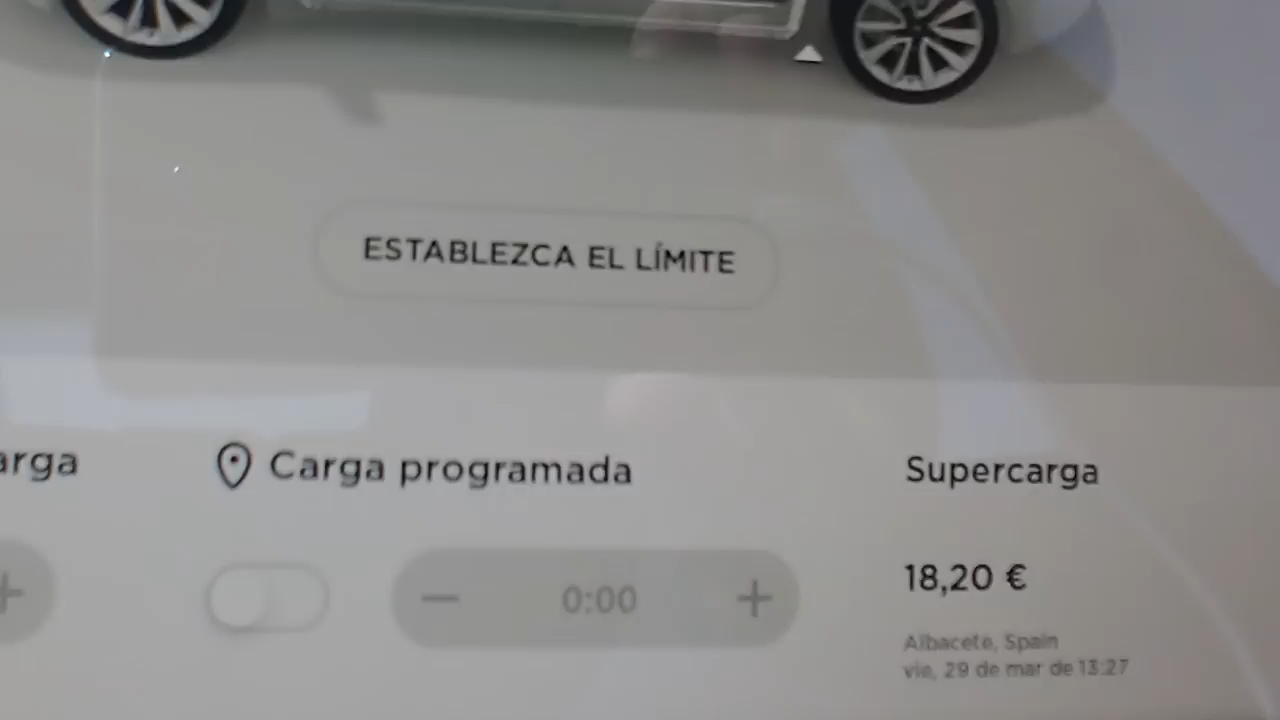 ESTABLEZCA EL LÍMITE
arga
Carga programada
Supercarga
+
− 0:00 +
18,20 €
Albacete, Spain
vie, 29 de mar de 13:27